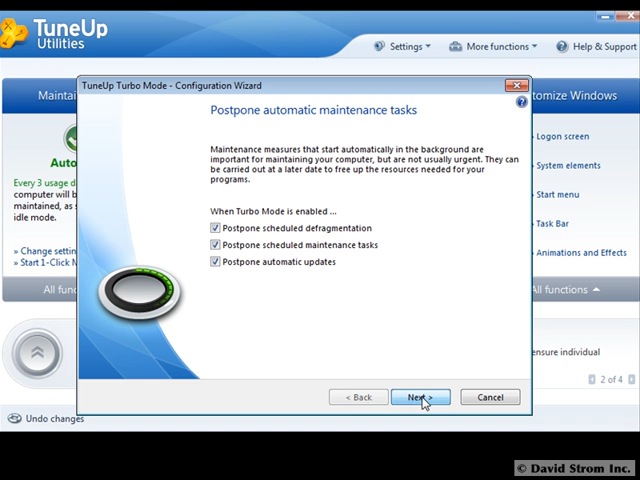 TuneUp
Utilities
Settings
More functions
Help & Support
TuneUp Turbo Mode - Configuration Wizard
Postpone automatic maintenance tasks
Maintenance measures that start automatically in the background are
important for maintaining your computer, but are not usually urgent. They can
be carried out at a later date to free up the resources needed for your
programs.
When Turbo Mode is enabled ...
Postpone scheduled defragmentation
Postpone scheduled maintenance tasks
Postpone automatic updates
< Back
Next >
Cancel
Maintai
Auto
Every 3 usage d
computer will b
maintained, as s
idle mode.
» Change settin
» Start 1-Click M
All func
tomize Windows
Logon screen
System elements
Start menu
Task Bar
Animations and Effects
All functions
ensure individual
2 of 4
Undo changes
© David Strom Inc.